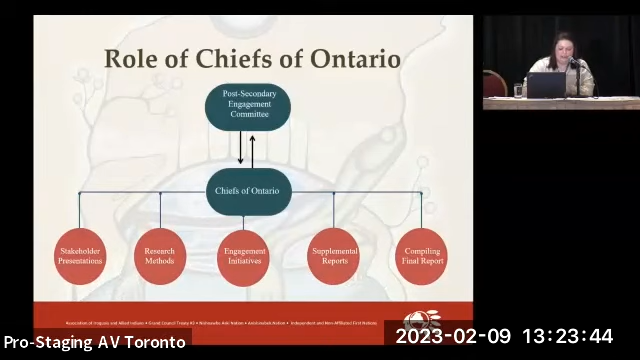 Role of Chiefs of Ontario
Post-Secondary
Engagement
Committee
Chiefs of Ontario
Stakeholder
Presentations
Research
Methods
Engagement
Initiatives
Supplemental
Reports
Compiling
Final Report
Association of Iroquois and Allied Indians • Grand Council Treaty #3 • Nishnawbe Aski Nation • Anishinabek Nation • Independent and Non-Affiliated First Nations
Pro-Staging AV Toronto
2023-02-09 13:23:44